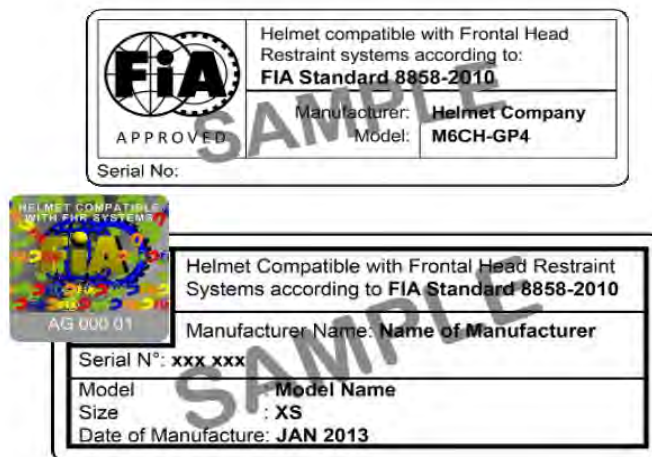 FIA
APPROVED
Helmet compatible with Frontal Head
Restraint systems according to:
FIA Standard 8858-2010
Manufacturer: Helmet Company
Model: M6CH-GP4
Serial No:
SAMPLE
HELMET COMPATIBLE
WITH FHR SYSTEMS
FIA
AG 000 01
Helmet Compatible with Frontal Head Restraint
Systems according to FIA Standard 8858-2010
Manufacturer Name: Name of Manufacturer
Serial N°: xxx xxx
Model : Model Name
Size : XS
Date of Manufacture: JAN 2013
SAMPLE